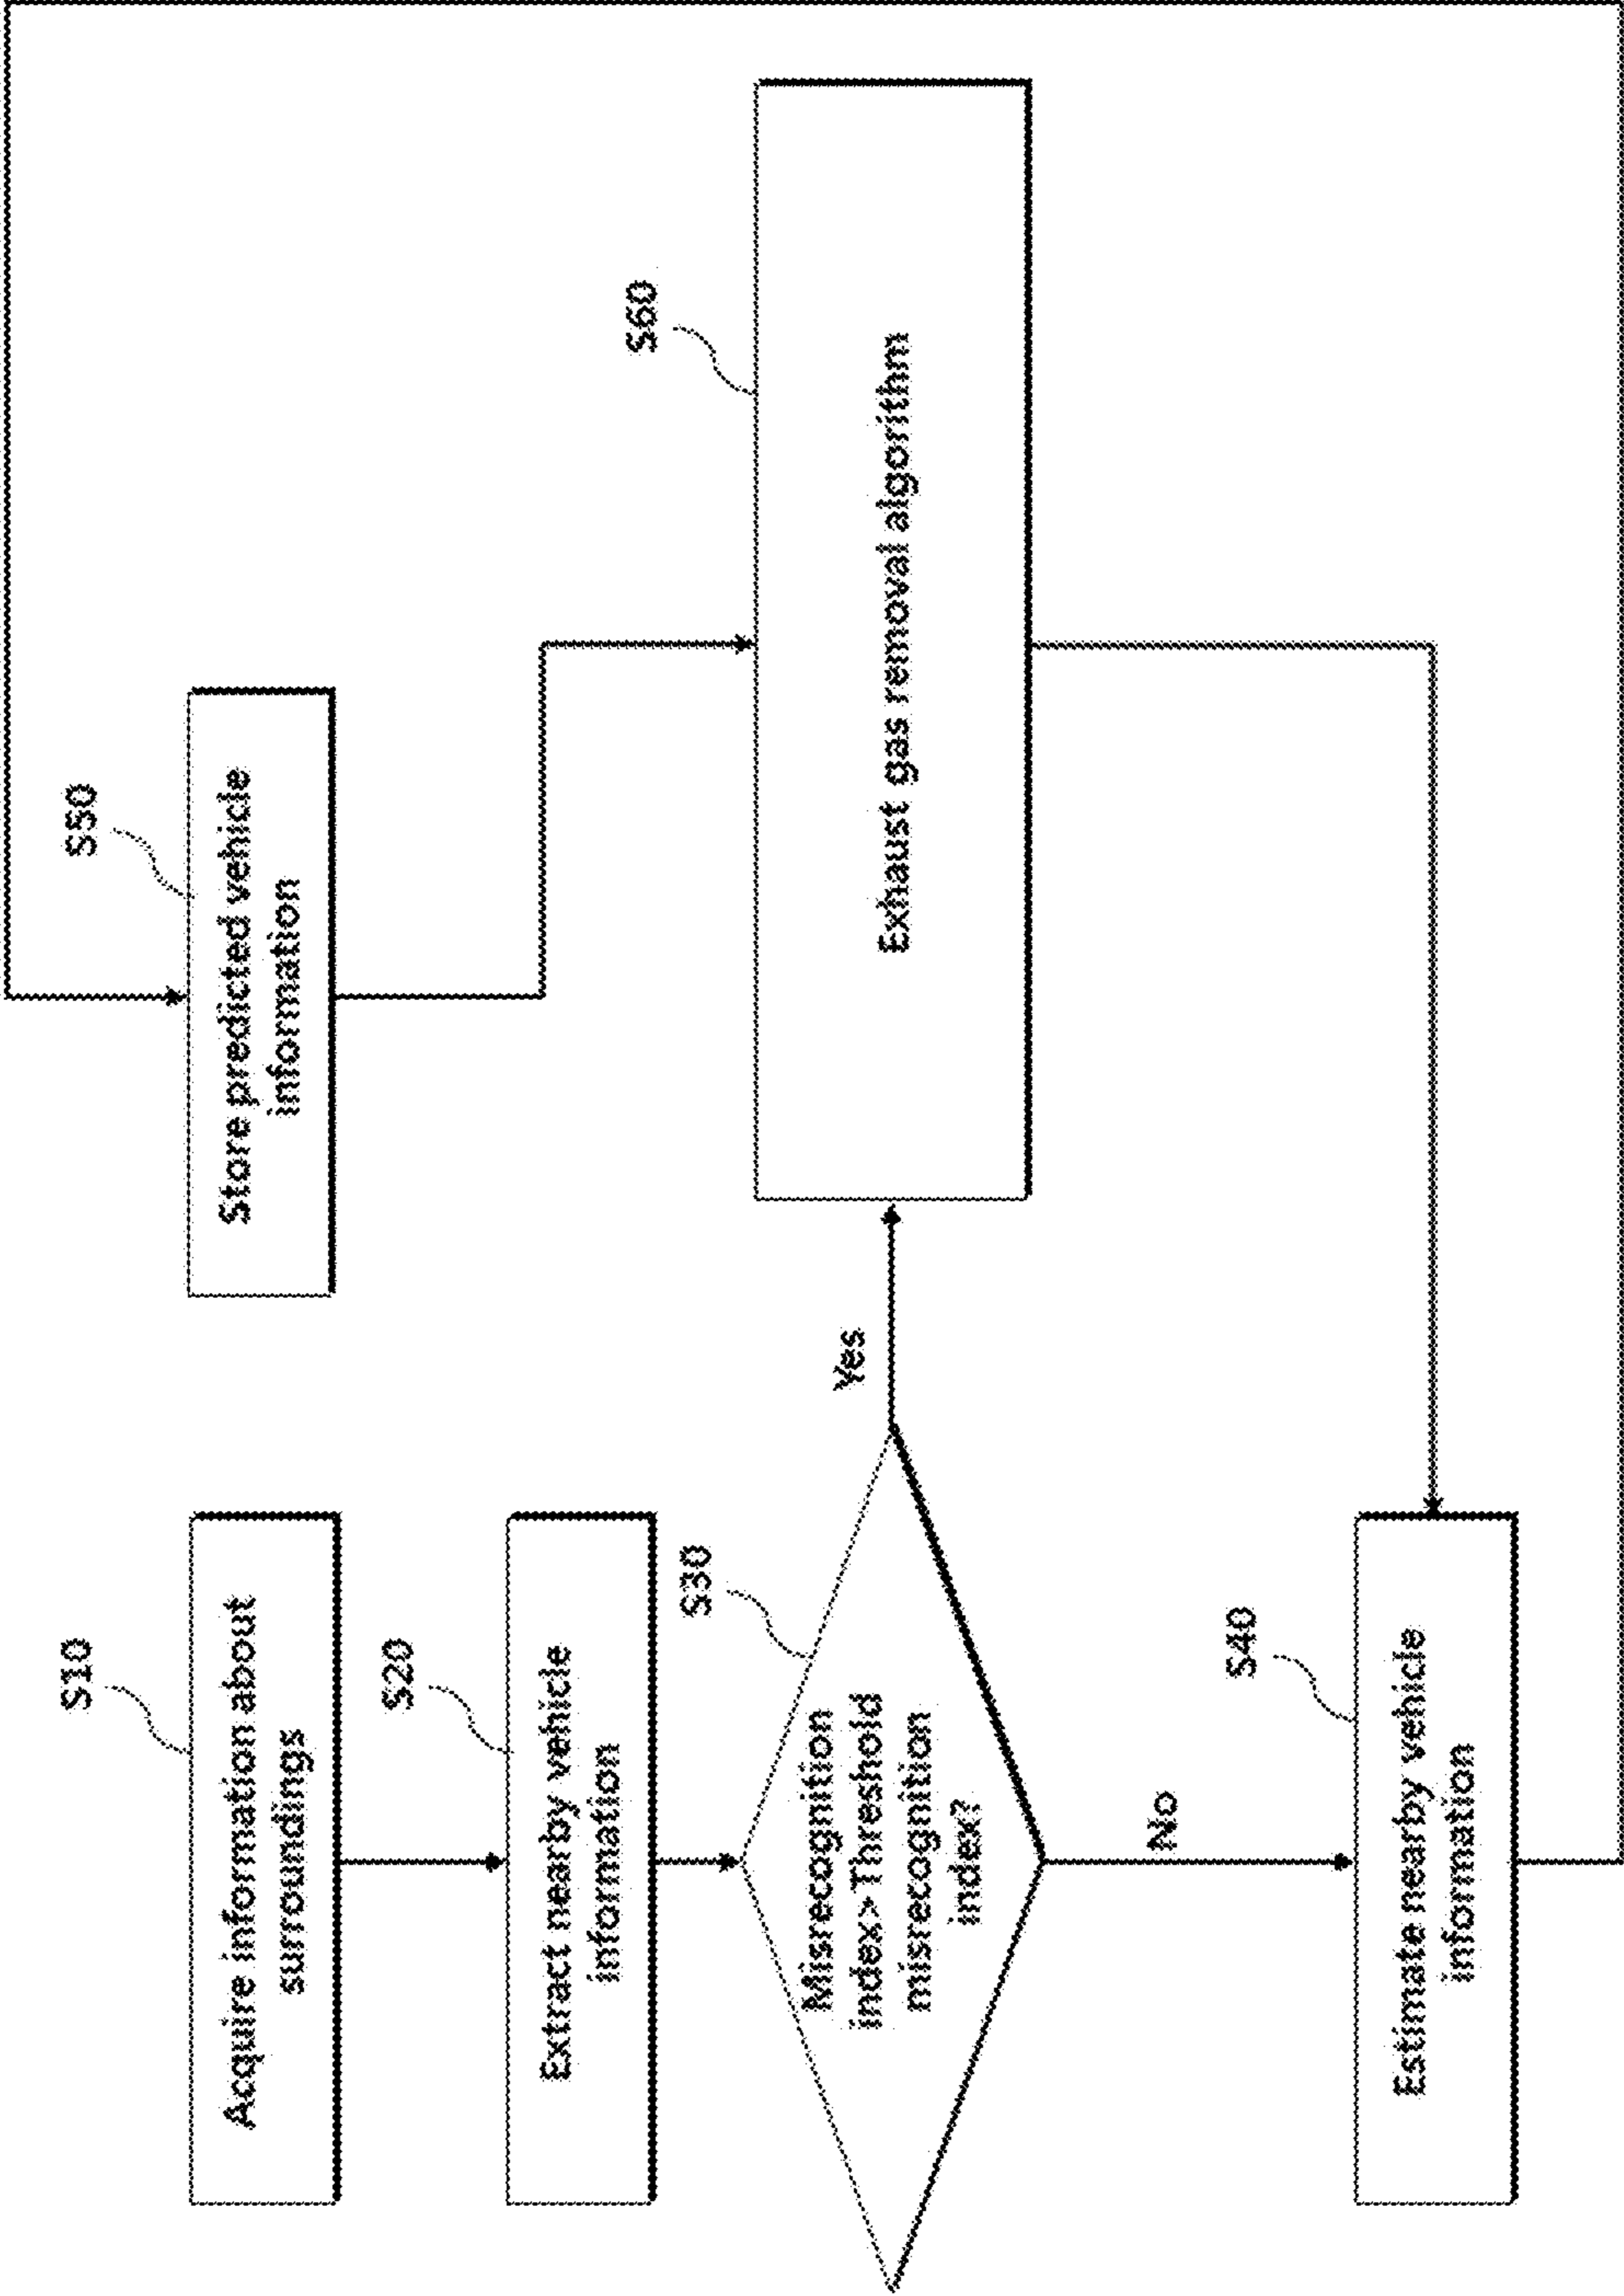 S10
Acquire information about
surroundings
S20
Extract nearby vehicle
information
S30
Misrecognition
index>Threshold
misrecognition
index?
Yes
No
S40
Estimate nearby vehicle
information
S50
Store predicted vehicle
information
S60
Exhaust gas removal algorithm